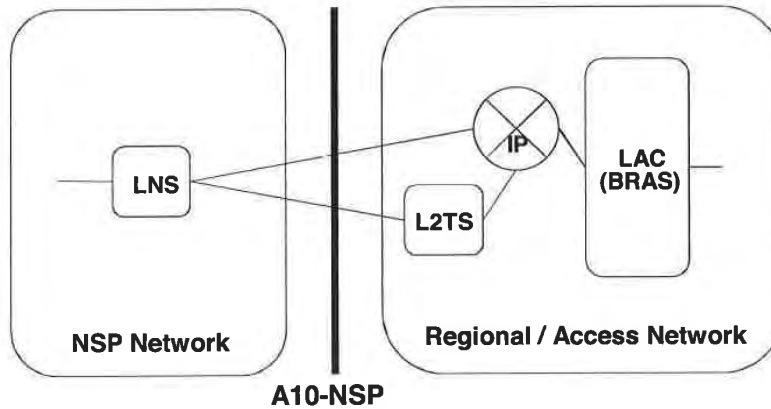 IP
LAC
(BRAS)
LNS
L2TS
NSP Network
Regional / Access Network
A10-NSP